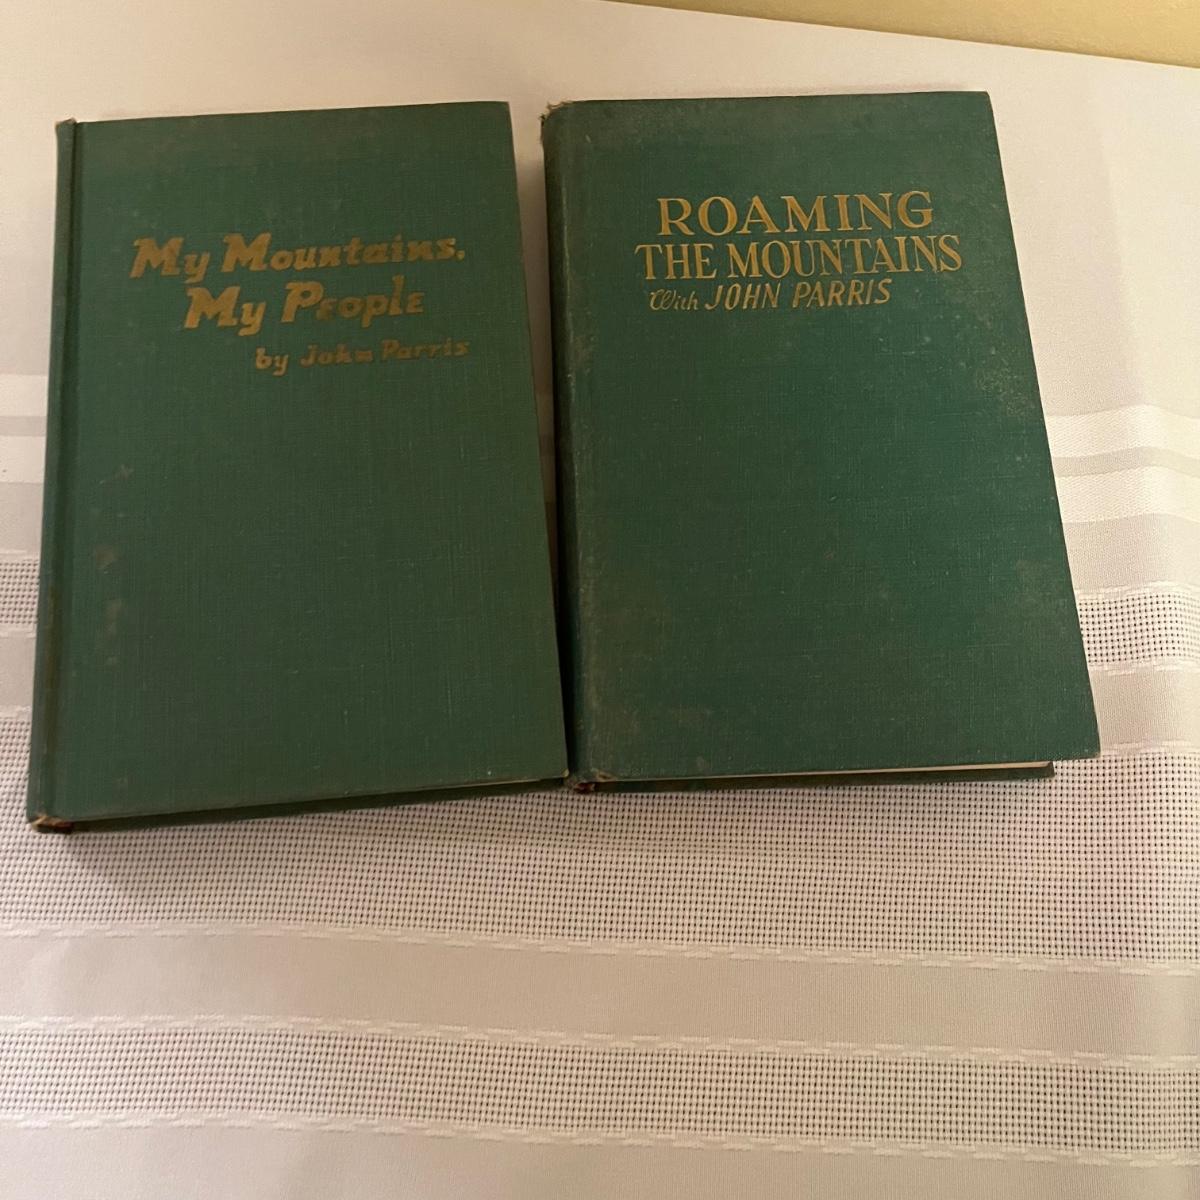 My Mountains,
My People
by John Parris
ROAMING
THE MOUNTAINS
With JOHN PARRIS